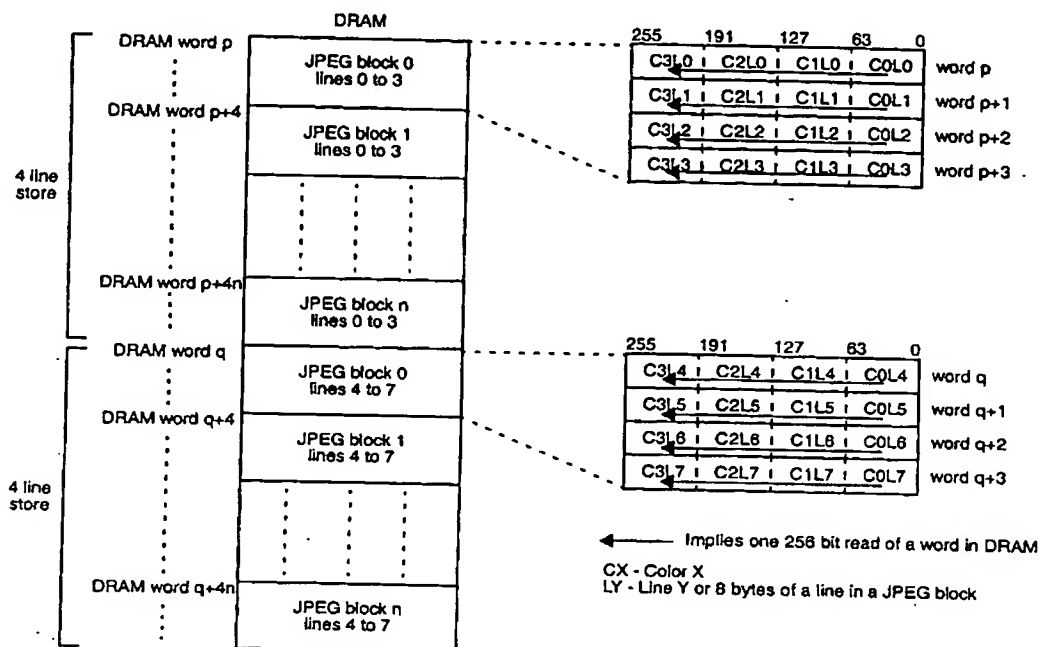 DRAM
DRAM word p
JPEG block 0
lines 0 to 3
DRAM word p+4
JPEG block 1
lines 0 to 3
4 line
store
DRAM word p+4n
JPEG block n
lines 0 to 3
DRAM word q
JPEG block 0
lines 4 to 7
DRAM word q+4
JPEG block 1
lines 4 to 7
4 line
store
DRAM word q+4n
JPEG block n
lines 4 to 7
255 191 127 63 0
C3L0 C2L0 C1L0 C0L0 word p
C3L1 C2L1 C1L1 C0L1 word p+1
C3L2 C2L2 C1L2 C0L2 word p+2
C3L3 C2L3 C1L3 C0L3 word p+3
255 191 127 63 0
C3L4 C2L4 C1L4 C0L4 word q
C3L5 C2L5 C1L5 C0L5 word q+1
C3L6 C2L6 C1L6 C0L6 word q+2
C3L7 C2L7 C1L7 C0L7 word q+3
Implies one 256 bit read of a word in DRAM
CX - Color X
LY - Line Y or 8 bytes of a line in a JPEG block